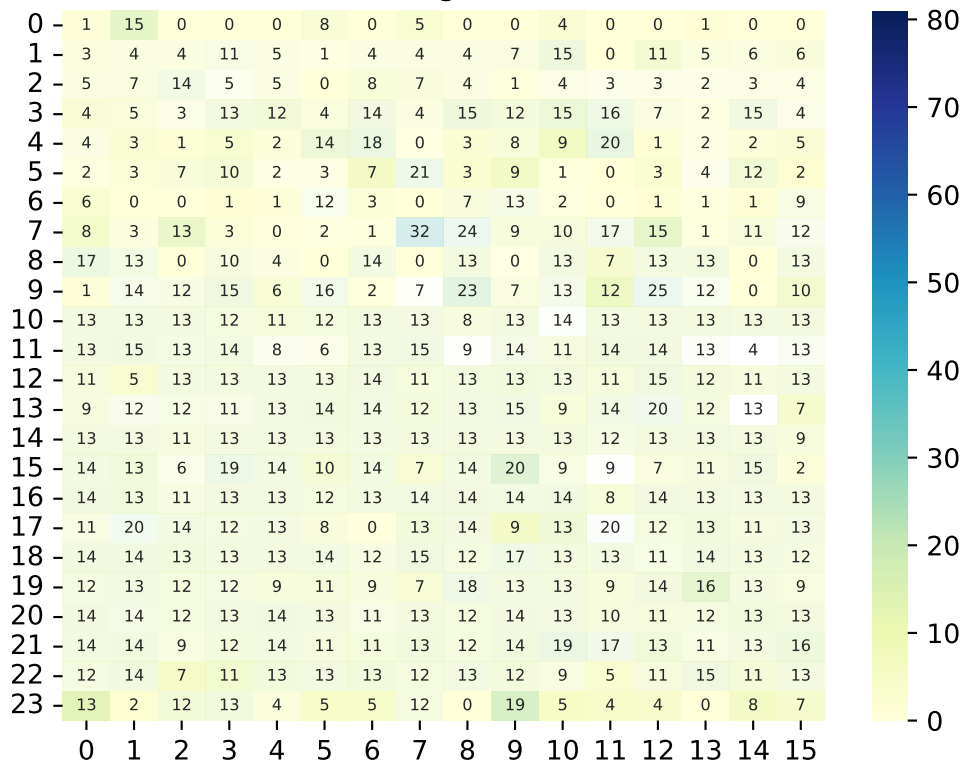 0 1 15 0 0 0 8 0 5 0 0 4 0 0 1 0 0
1 3 4 4 11 5 1 4 4 4 7 15 0 11 5 6 6
2 5 7 14 5 5 0 8 7 4 1 4 3 3 2 3 4
3 4 5 3 13 12 4 14 4 15 12 15 16 7 2 15 4
4 4 3 1 5 2 14 18 0 3 8 9 20 1 2 2 5
5 2 3 7 10 2 3 7 21 3 9 1 0 3 4 12 2
6 6 0 0 1 1 12 3 0 7 13 2 0 1 1 1 9
7 8 3 13 3 0 2 1 32 24 9 10 17 15 1 11 12
8 17 13 0 10 4 0 14 0 13 0 13 7 13 13 0 13
9 1 14 12 15 6 16 2 7 23 7 13 12 25 12 0 10
10 13 13 13 12 11 12 13 13 8 13 14 13 13 13 13 13
11 13 15 13 14 8 6 13 15 9 14 11 14 14 13 4 13
12 11 5 13 13 13 13 14 11 13 13 13 11 15 12 11 13
13 9 12 12 11 13 14 14 12 13 15 9 14 20 12 13 7
14 13 13 11 13 13 13 13 13 13 13 13 12 13 13 13 9
15 14 13 6 19 14 10 14 7 14 20 9 9 7 11 15 2
16 14 13 11 13 13 12 13 14 14 14 14 8 14 13 13 13
17 11 20 14 12 13 8 0 13 14 9 13 20 12 13 11 13
18 14 14 13 13 13 14 12 15 12 17 13 13 11 14 13 12
19 12 13 12 12 9 11 9 7 18 13 13 9 14 16 13 9
20 14 14 12 13 14 13 11 13 12 14 13 10 11 12 13 13
21 14 14 9 12 14 11 11 13 12 14 19 17 13 11 13 16
22 12 14 7 11 13 13 13 12 13 12 9 5 11 15 11 13
23 13 2 12 13 4 5 5 12 0 19 5 4 4 0 8 7
0 1 2 3 4 5 6 7 8 9 10 11 12 13 14 15
80
70
60
50
40
30
20
10
0